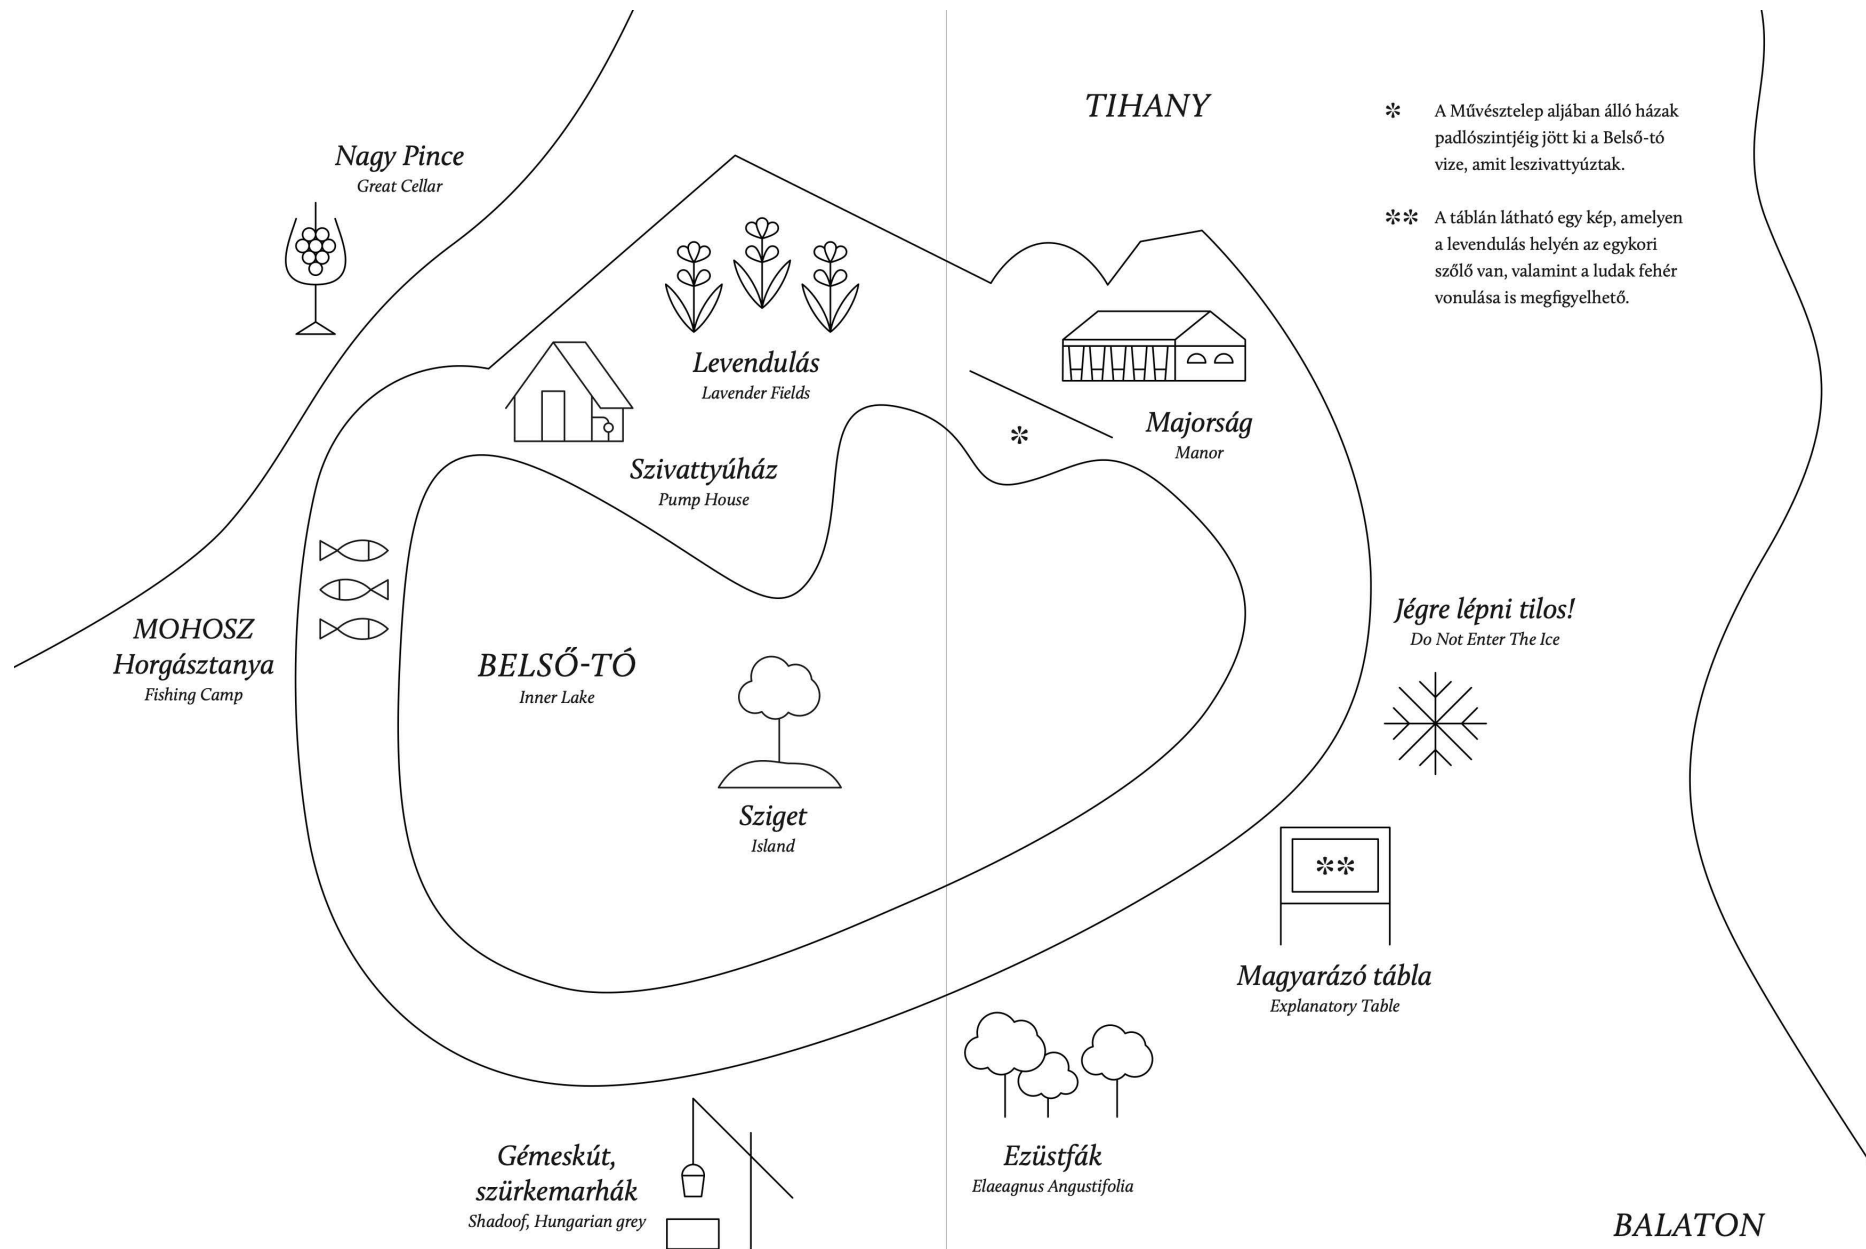 TIHANY
*
A Művésztelep aljában álló házak
padlószintjéig jött ki a Belső-tó
vize, amit leszivattyúztak.
**
A táblán látható egy kép, amelyen
a levendulás helyén az egykori
szőlő van, valamint a ludak fehér
vonulása is megfigyelhető.
Nagy Pince
Great Cellar
Levendulás
Lavender Fields
Majorság
Manor
*
Szivattyúház
Pump House
MOHOSZ
Horgásztanya
Fishing Camp
BELSŐ-TÓ
Inner Lake
Jégre lépni tilos!
Do Not Enter The Ice
Sziget
Island
**
Magyarázó tábla
Explanatory Table
Gémeskút,
szürkemarhák
Shadoof, Hungarian grey
Ezüstfák
Elaeagnus Angustifolia
BALATON